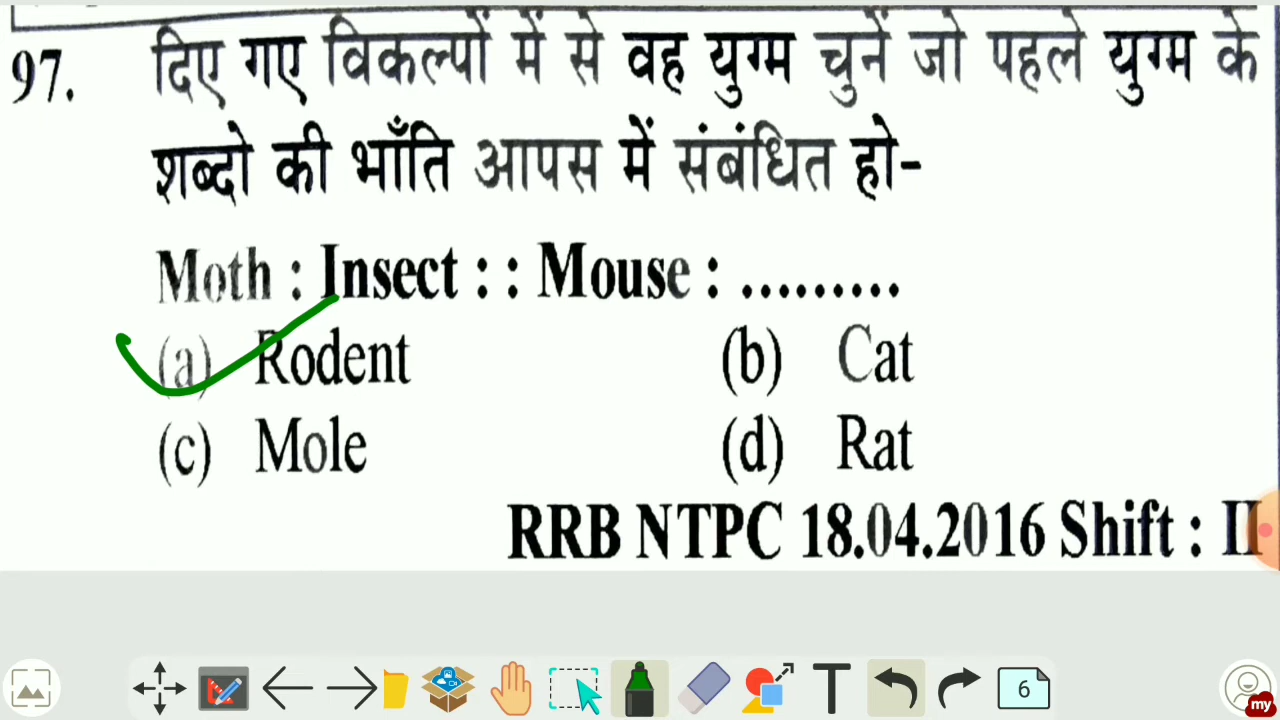 97. दिए गए विकल्पों में से वह युग्म चुनें जो पहले युग्म के
शब्दो की भाँति आपस में संबंधित हो-
Moth : Insect : : Mouse : .........
(a) Rodent (b) Cat
(c) Mole (d) Rat
RRB NTPC 18.04.2016 Shift : II
T 6
my